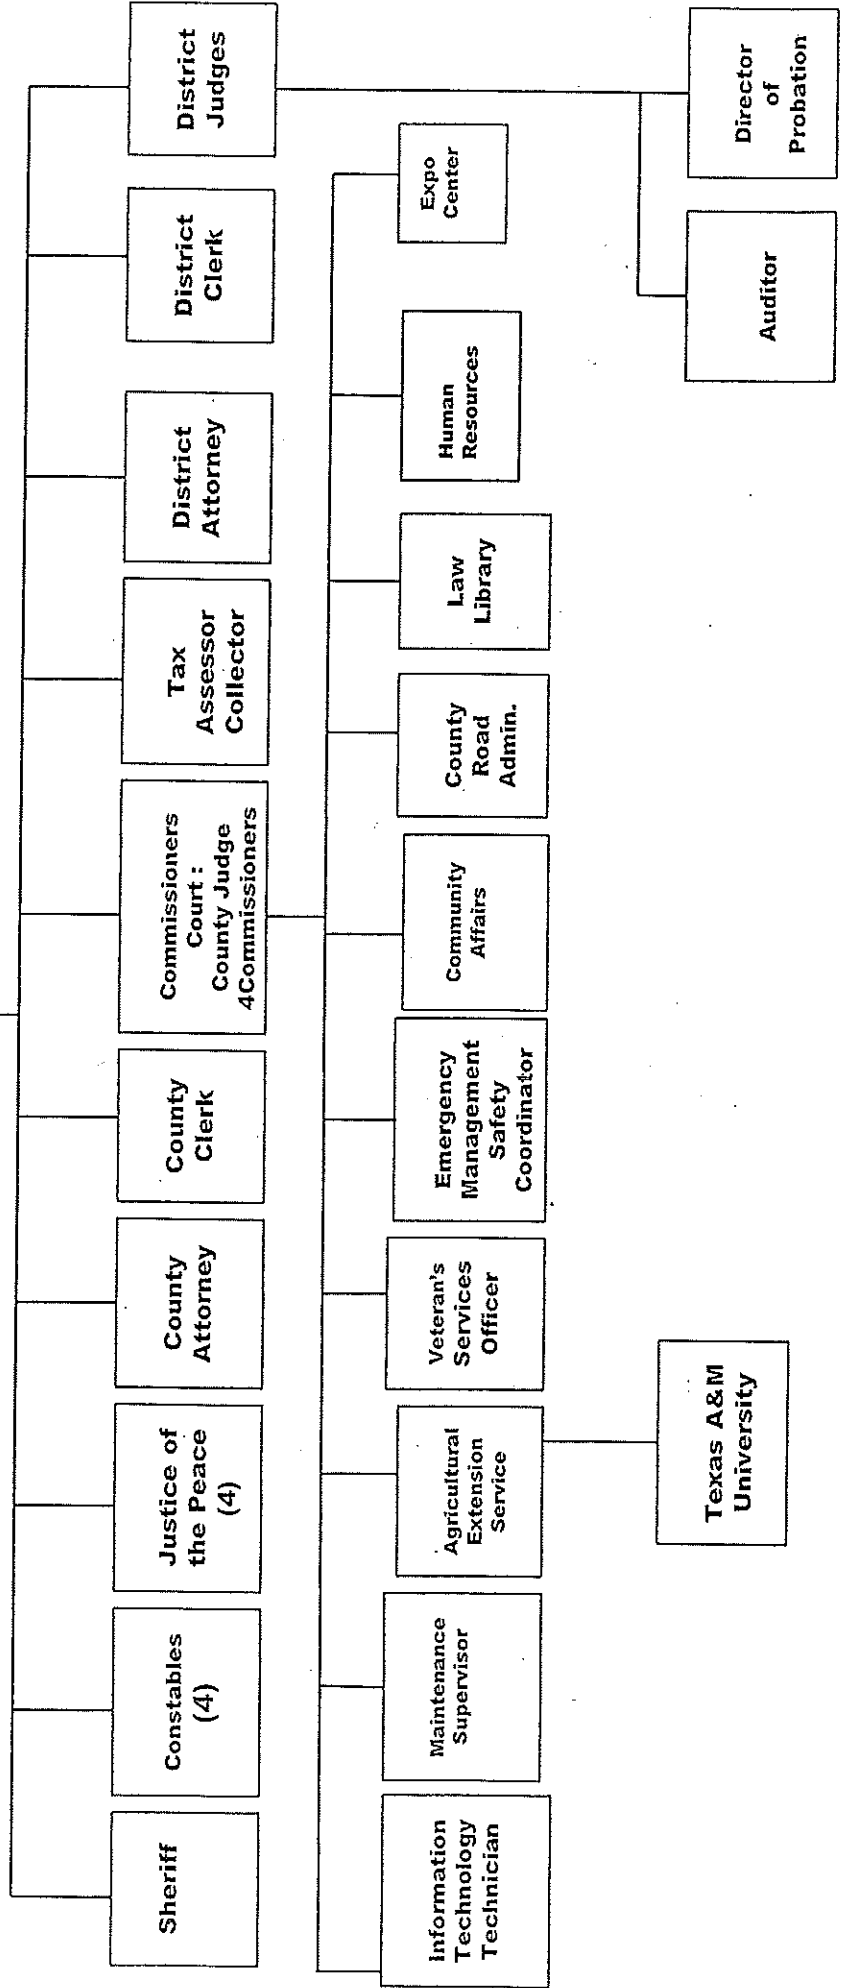 Sheriff
Constables
(4)
Justice of
the Peace
(4)
County
Attorney
County
Clerk
Commissioners
Court :
County Judge
4Commissioners
Tax
Assessor
Collector
District
Attorney
District
Clerk
District
Judges
Information
Technology
Technician
Maintenance
Supervisor
Agricultural
Extension
Service
Veteran's
Services
Officer
Emergency
Management
Safety
Coordinator
Community
Affairs
County
Road
Admin.
Law
Library
Human
Resources
Expo
Center
Texas A&M
University
Auditor
Director
of
Probation